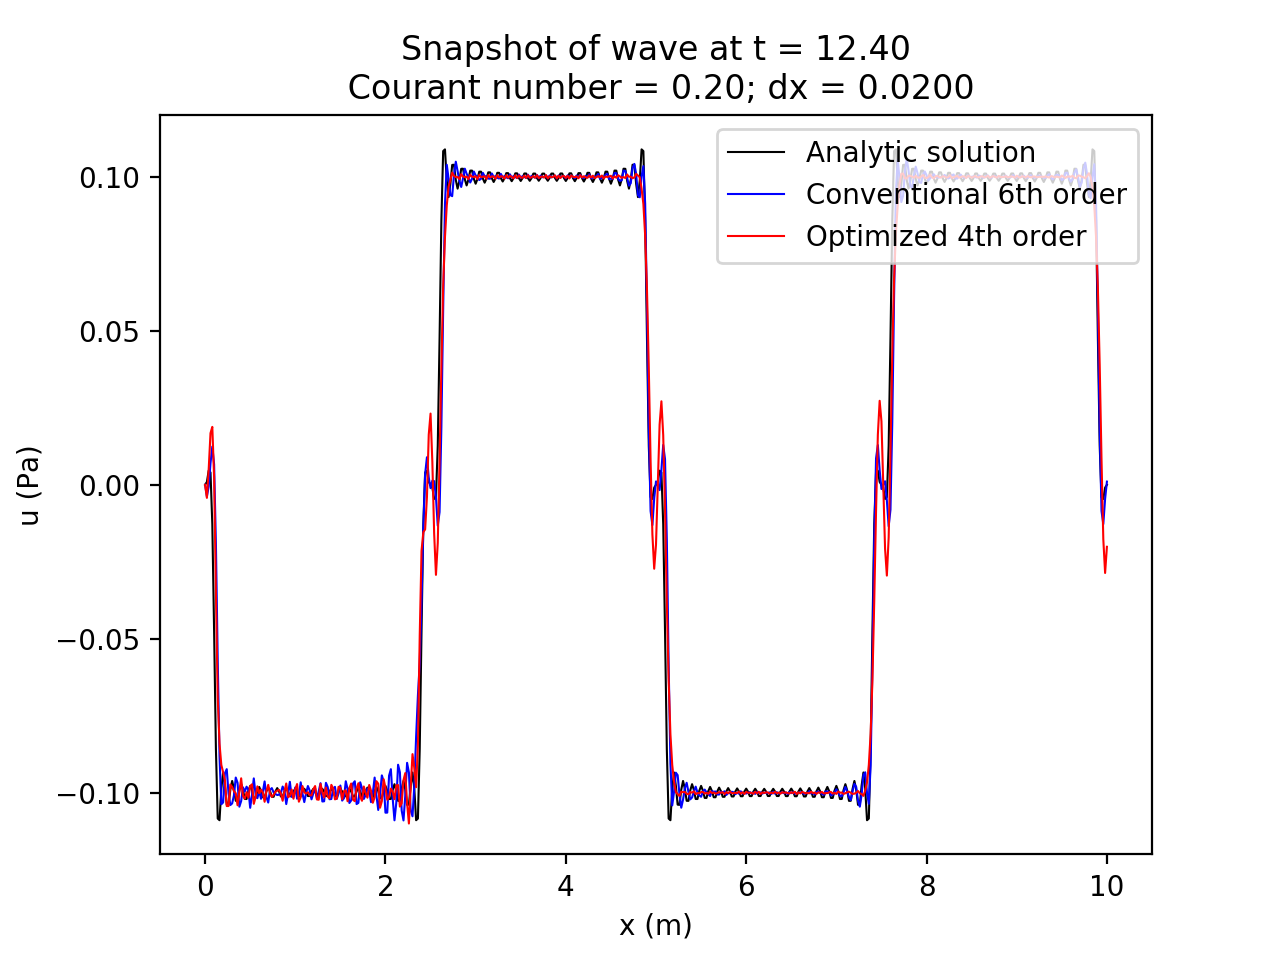 Snapshot of wave at t = 12.40
Courant number = 0.20; dx = 0.0200
Analytic solution
Conventional 6th order
Optimized 4th order
0.10
0.05
0.00
−0.05
−0.10
u (Pa)
0 2 4 6 8 10
x (m)